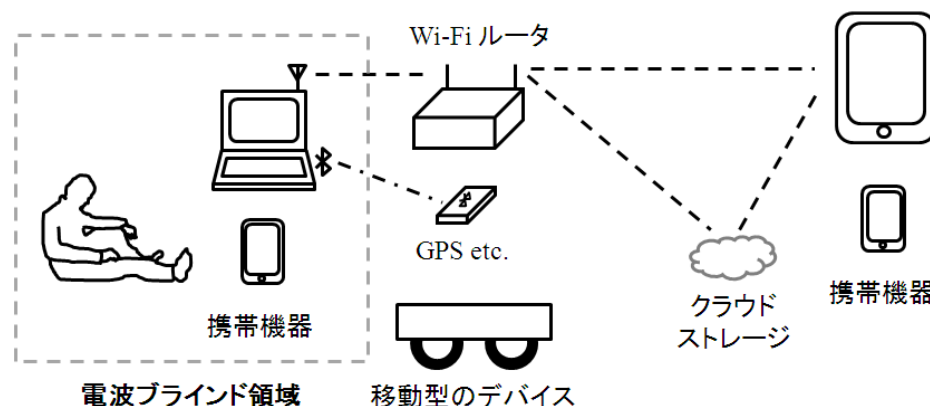 Wi-Fi ルータ
GPS etc.
携帯機器
クラウド
ストレージ
携帯機器
電波ブラインド領域
移動型のデバイス